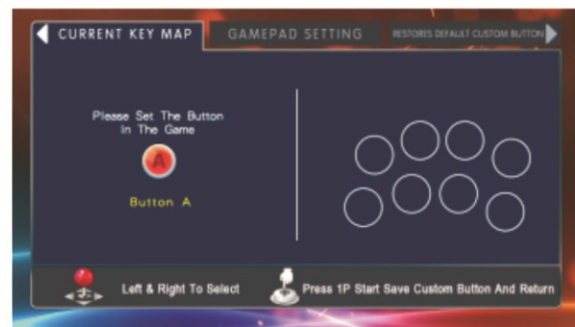 CURRENT KEY MAP
GAMEPAD SETTING
RESTORES DEFAULT CUSTOM BUTTON
Please Set The Button
In The Game
A
Button A
Left & Right To Select
Press 1P Start Save Custom Button And Return